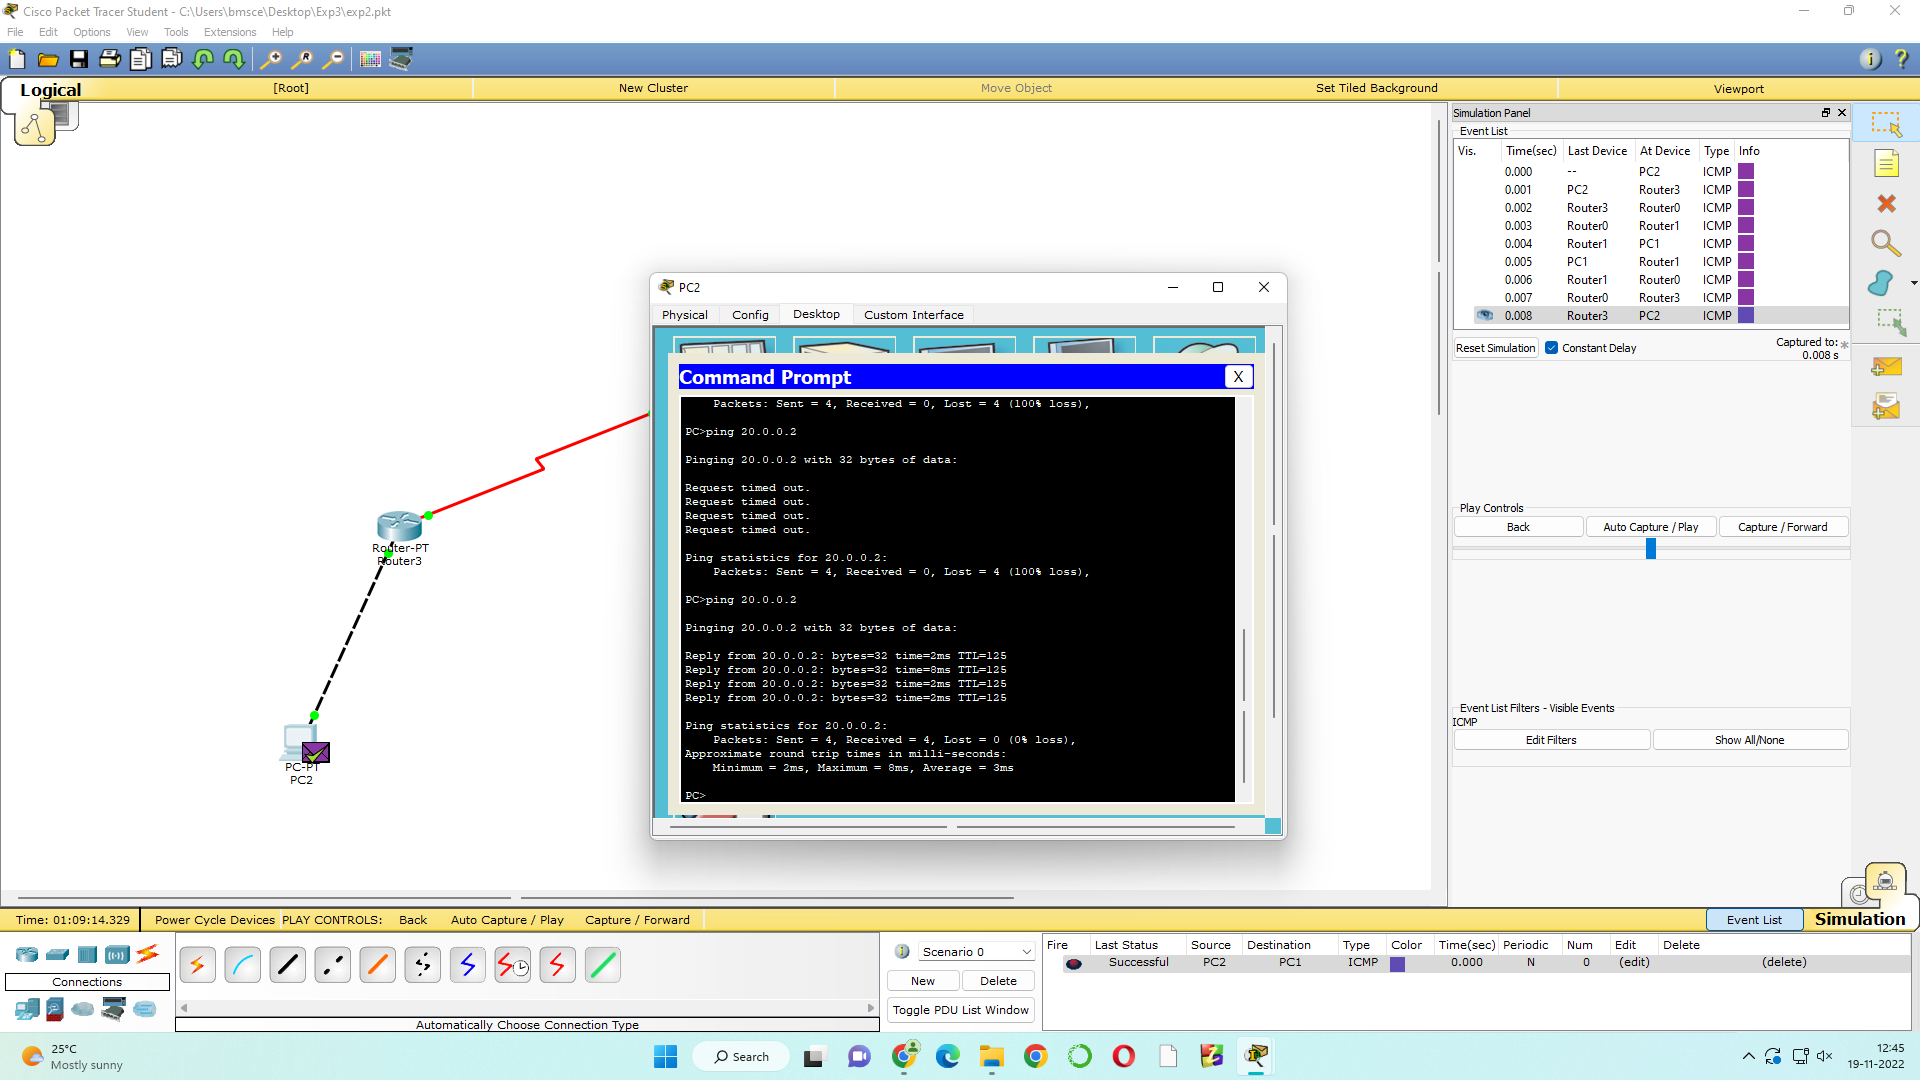 Cisco Packet Tracer Student - C:\Users\bmsce\Desktop\Exp3\exp2.pkt
File Edit Options View Tools Extensions Help
Logical [Root] New Cluster Move Object Set Tiled Background Viewport
Simulation Panel
Event List
Vis. Time(sec) Last Device At Device Type Info
0.000 -- PC2 ICMP
0.001 PC2 Router3 ICMP
0.002 Router3 Router0 ICMP
0.003 Router0 Router1 ICMP
0.004 Router1 PC1 ICMP
0.005 PC1 Router1 ICMP
0.006 Router1 Router0 ICMP
0.007 Router0 Router3 ICMP
0.008 Router3 PC2 ICMP
Reset Simulation Constant Delay Captured to: *
0.008 s
Play Controls
Back Auto Capture / Play Capture / Forward
Event List Filters - Visible Events
ICMP
Edit Filters Show All/None
Router-PT
Router3
PC-PT
PC2
PC2
Physical Config Desktop Custom Interface
Command Prompt X
Packets: Sent = 4, Received = 0, Lost = 4 (100% loss),
PC>ping 20.0.0.2
Pinging 20.0.0.2 with 32 bytes of data:
Request timed out.
Request timed out.
Request timed out.
Request timed out.
Ping statistics for 20.0.0.2:
Packets: Sent = 4, Received = 0, Lost = 4 (100% loss),
PC>ping 20.0.0.2
Pinging 20.0.0.2 with 32 bytes of data:
Reply from 20.0.0.2: bytes=32 time=2ms TTL=125
Reply from 20.0.0.2: bytes=32 time=8ms TTL=125
Reply from 20.0.0.2: bytes=32 time=2ms TTL=125
Reply from 20.0.0.2: bytes=32 time=2ms TTL=125
Ping statistics for 20.0.0.2:
Packets: Sent = 4, Received = 4, Lost = 0 (0% loss),
Approximate round trip times in milli-seconds:
Minimum = 2ms, Maximum = 8ms, Average = 3ms
PC>
Time: 01:09:14.329 Power Cycle Devices PLAY CONTROLS: Back Auto Capture / Play Capture / Forward Event List Simulation
Connections
Automatically Choose Connection Type
Scenario 0
New Delete
Toggle PDU List Window
Fire Last Status Source Destination Type Color Time(sec) Periodic Num Edit Delete
Successful PC2 PC1 ICMP 0.000 N 0 (edit) (delete)
25°C
Mostly sunny
Search
12:45
19-11-2022